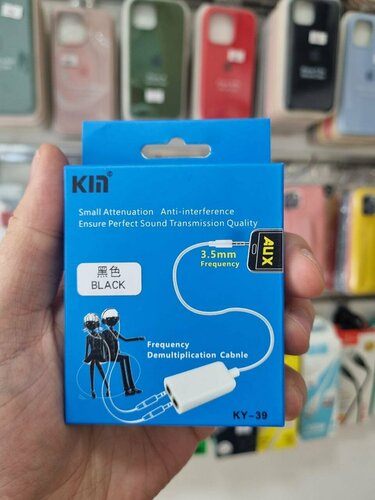 KIN
Small Attenuation Anti-interference
Ensure Perfect Sound Transmission Quality
3.5mm
Frequency
AUX
黑色
BLACK
Frequency
Demultiplication Cabnle
KY-39